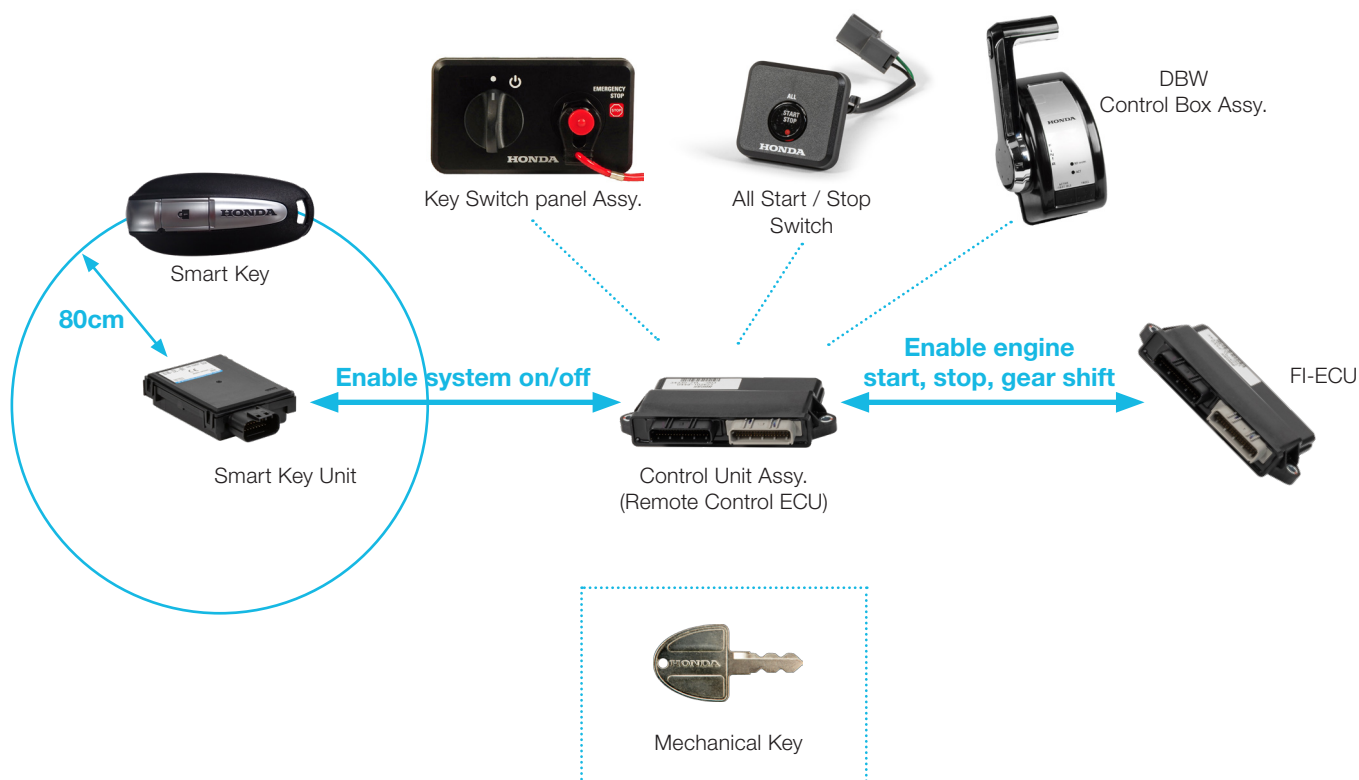 EMERGENCY
STOP
STOP
HONDA
Key Switch panel Assy.
ALL
START
STOP
HONDA
All Start / Stop
Switch
HONDA
DBW
Control Box Assy.
HONDA
Smart Key
80cm
Smart Key Unit
Enable system on/off
Control Unit Assy.
(Remote Control ECU)
Enable engine
start, stop, gear shift
FI-ECU
HONDA
Mechanical Key